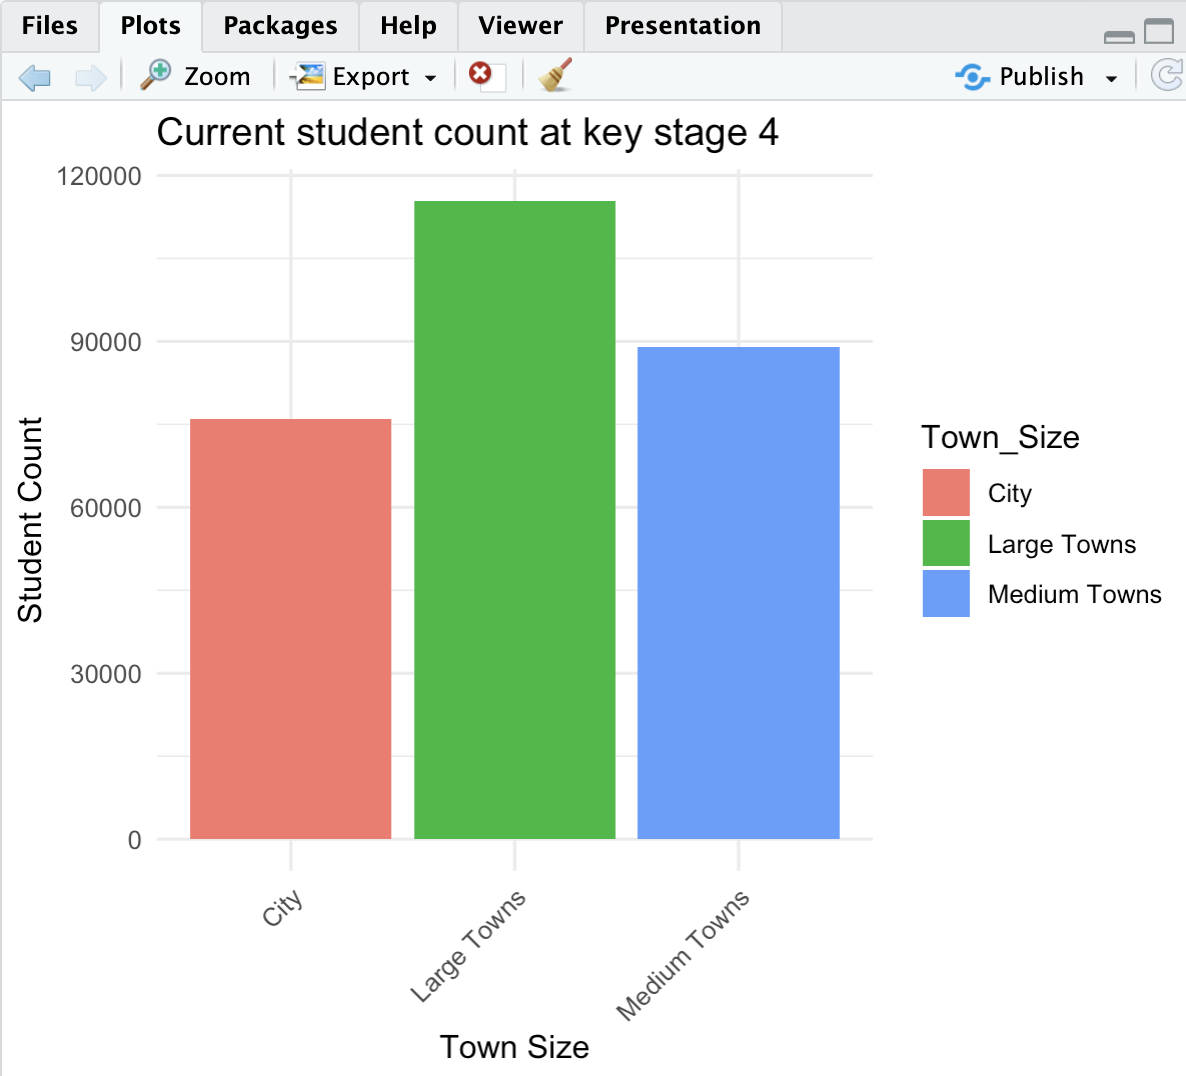 Files Plots Packages Help Viewer Presentation
Zoom Export Publish
Current student count at key stage 4
120000
90000
60000
30000
0
Student Count
City
Large Towns
Medium Towns
Town Size
Town_Size
City
Large Towns
Medium Towns